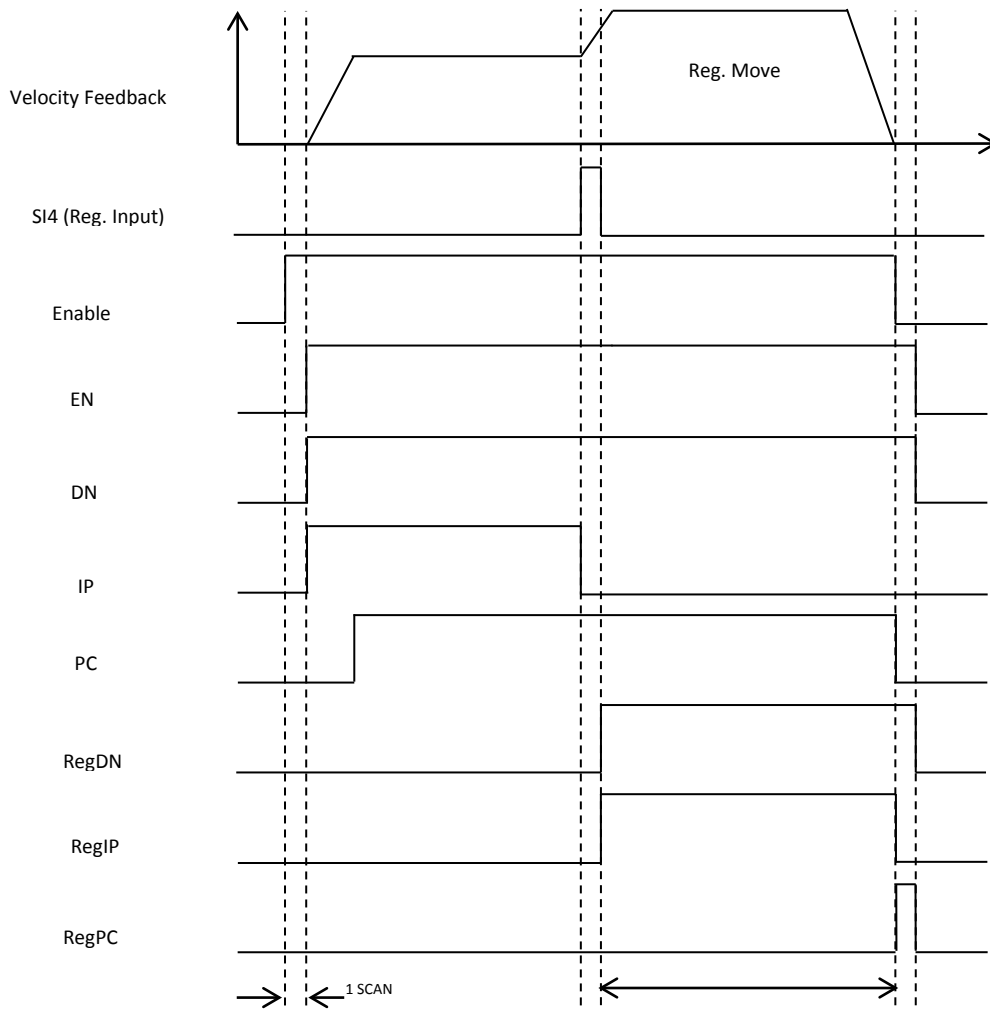 Velocity Feedback
Reg. Move
SI4 (Reg. Input)
Enable
EN
DN
IP
PC
RegDN
RegIP
RegPC
1 SCAN